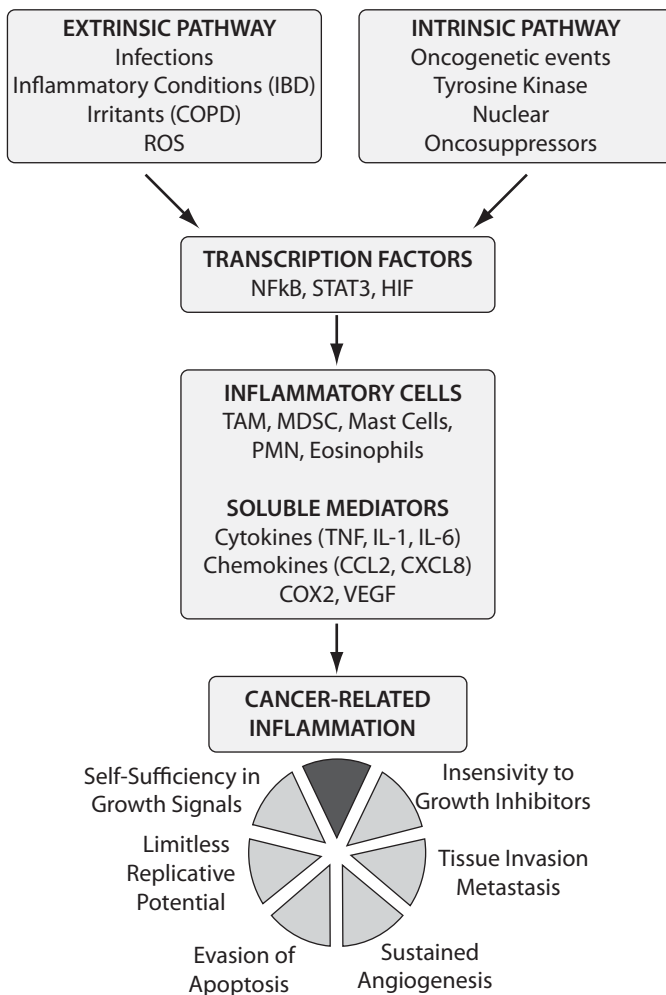 EXTRINSIC PATHWAY
Infections
Inflammatory Conditions (IBD)
Irritants (COPD)
ROS
INTRINSIC PATHWAY
Oncogenetic events
Tyrosine Kinase
Nuclear
Oncosuppressors
TRANSCRIPTION FACTORS
NFkB, STAT3, HIF
INFLAMMATORY CELLS
TAM, MDSC, Mast Cells,
PMN, Eosinophils
SOLUBLE MEDIATORS
Cytokines (TNF, IL-1, IL-6)
Chemokines (CCL2, CXCL8)
COX2, VEGF
CANCER-RELATED
INFLAMMATION
Self-Sufficiency in
Growth Signals
Insensivity to
Growth Inhibitors
Limitless
Replicative
Potential
Tissue Invasion
Metastasis
Evasion of
Apoptosis
Sustained
Angiogenesis